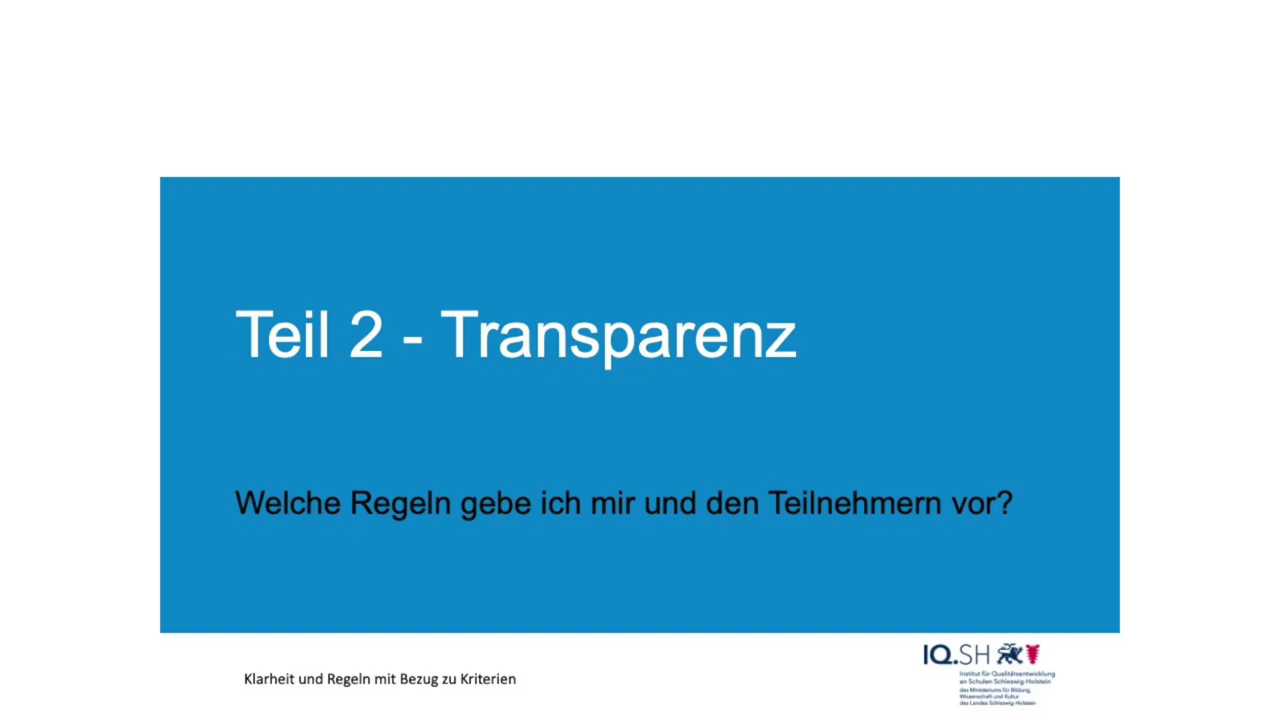 Teil 2 - Transparenz
Welche Regeln gebe ich mir und den Teilnehmern vor?
Klarheit und Regeln mit Bezug zu Kriterien
IQ.SH
Institut für Qualitätsentwicklung
an Schulen Schleswig-Holstein
des Ministeriums für Bildung,
Wissenschaft und Kultur
des Landes Schleswig-Holstein